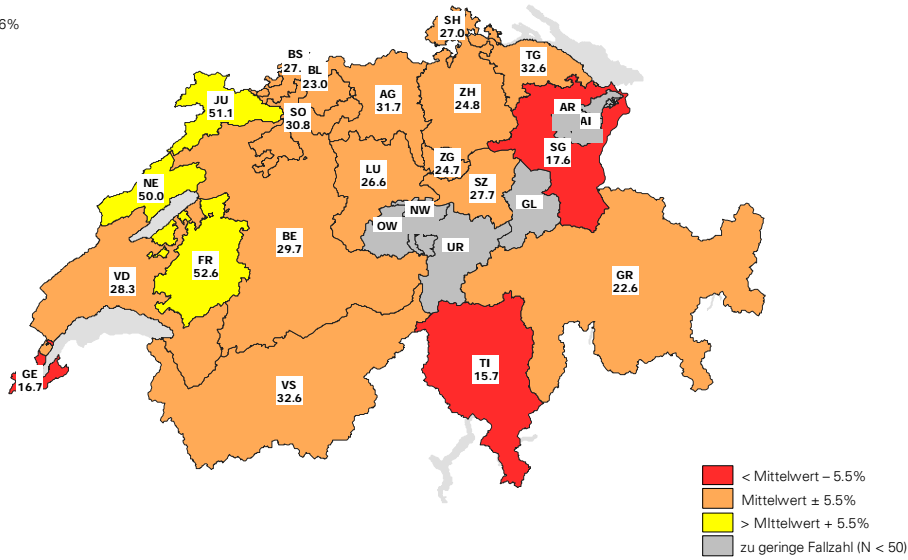 6%
SH
27.0
BS
27.
BL
23.0
TG
32.6
JU
51.1
AG
31.7
ZH
24.8
SO
30.8
AR
AI
SG
17.6
ZG
24.7
LU
26.6
SZ
27.7
NE
50.0
GL
NW
OW
UR
BE
29.7
FR
52.6
VD
28.3
GR
22.6
GE
16.7
TI
15.7
VS
32.6
< Mittelwert – 5.5%
Mittelwert ± 5.5%
> MIttelwert + 5.5%
zu geringe Fallzahl (N < 50)